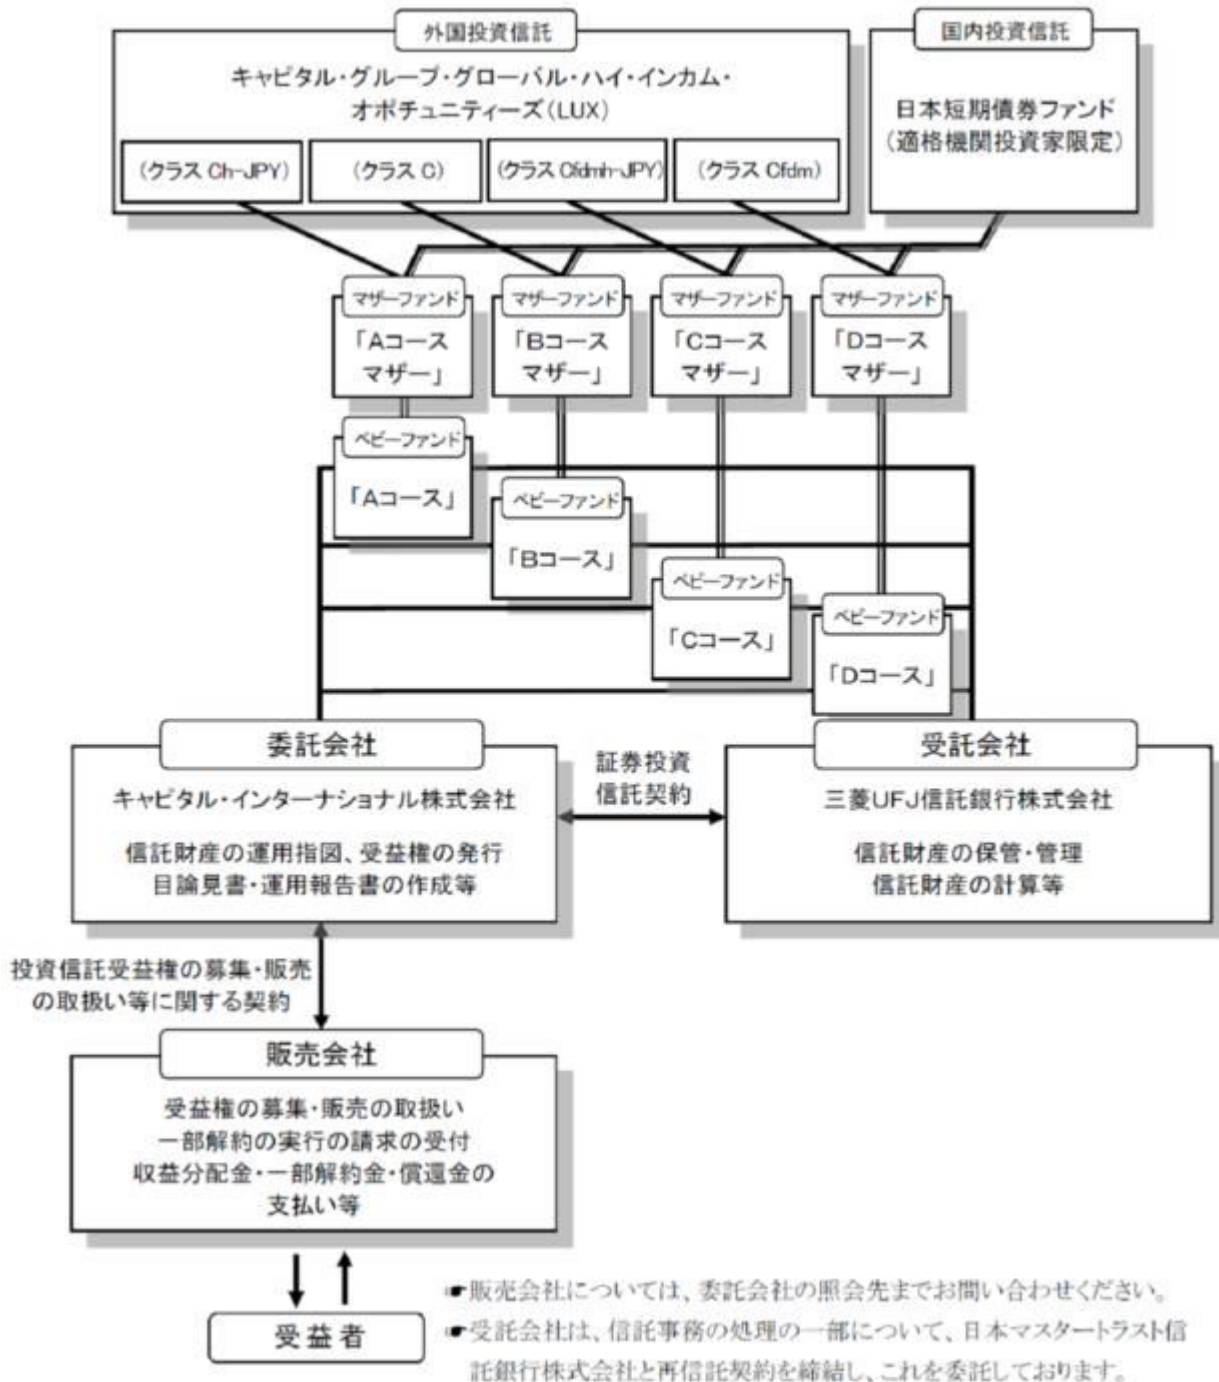 外国投資信託
国内投資信託
キャピタル・グループ・グローバル・ハイ・インカム・
オポチュニティーズ(LUX)
日本短期債券ファンド
(適格機関投資家限定)
(クラス Ch-JPY)
(クラス C)
(クラス Cfdmh-JPY)
(クラス Cfdm)
マザーファンド
マザーファンド
マザーファンド
マザーファンド
「Aコース
マザー」
「Bコース
マザー」
「Cコース
マザー」
「Dコース
マザー」
ベビーファンド
「Aコース」
ベビーファンド
「Bコース」
ベビーファンド
「Cコース」
ベビーファンド
「Dコース」
委託会社
キャピタル・インターナショナル株式会社
信託財産の運用指図、受益権の発行
目論見書・運用報告書の作成等
証券投資
信託契約
受託会社
三菱UFJ信託銀行株式会社
信託財産の保管・管理
信託財産の計算等
投資信託受益権の募集・販売
の取扱い等に関する契約
販売会社
受益権の募集・販売の取扱い
一部解約の実行の請求の受付
収益分配金・一部解約金・償還金の
支払い等
受益者
☛販売会社については、委託会社の照会先までお問い合わせください。
☛受託会社は、信託事務の処理の一部について、日本マスタートラスト信
託銀行株式会社と再信託契約を締結し、これを委託しております。